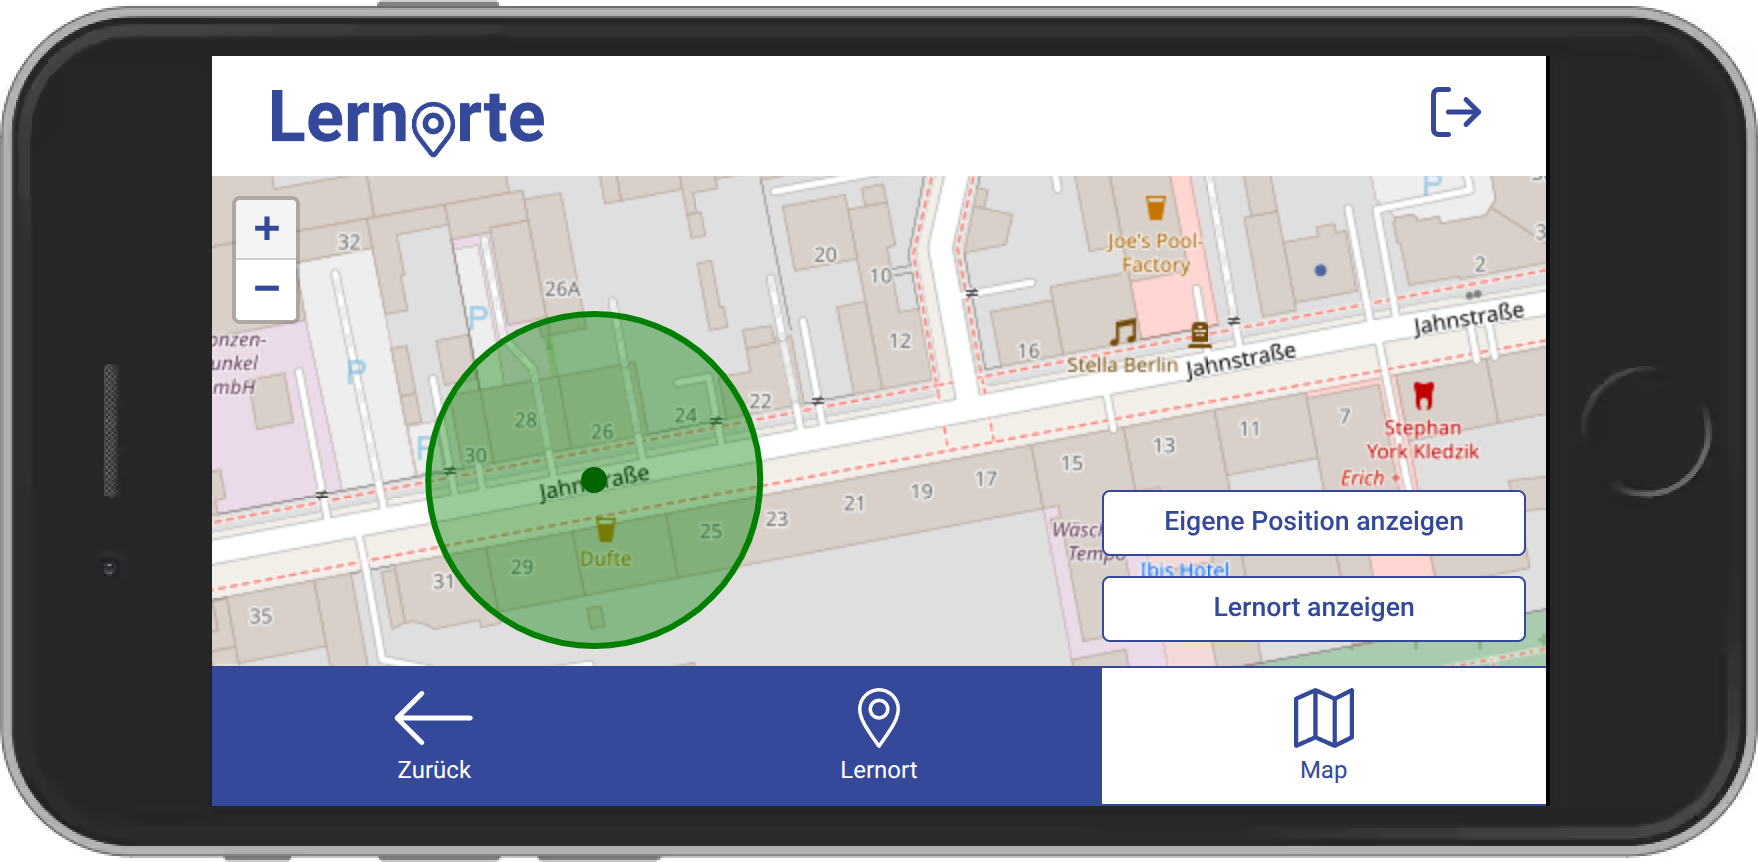 Lernorte
+
−
32
26A
20
10
12
P
P
P
P
Joe's Pool-
Factory
2
Jahnstraße
16
Stella Berlin
Jahnstraße
onzen-
unkel
mbH
28
26
24
22
30
Jahnstraße
Dufte
25
29
31
35
23
21
19
17
15
13
11
7
Stephan
York Kledzik
Erich
Wäsch
Tempo
Ibis Hotel
Eigene Position anzeigen
Lernort anzeigen
Zurück
Lernort
Map